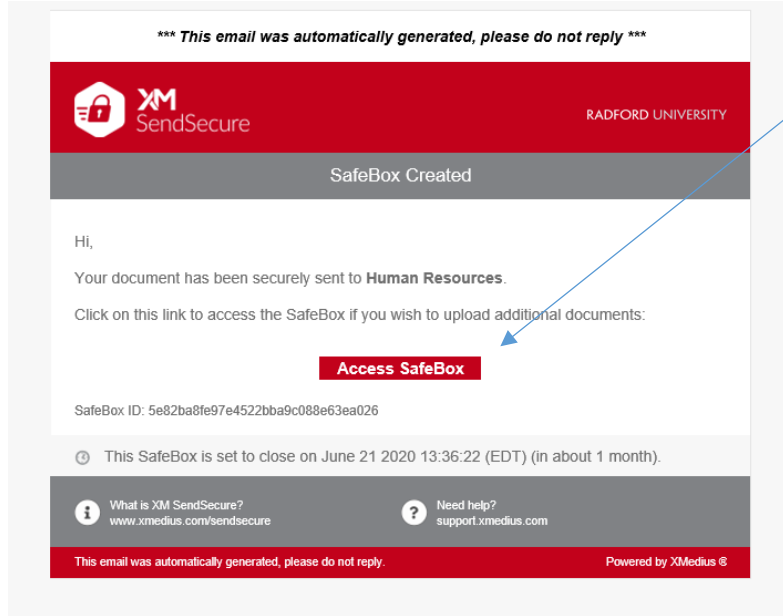 *** This email was automatically generated, please do not reply ***
XM
SendSecure
RADFORD UNIVERSITY
SafeBox Created
Hi,
Your document has been securely sent to Human Resources.
Click on this link to access the SafeBox if you wish to upload additional documents:
Access SafeBox
SafeBox ID: 5e82ba8fe97e4522bba9c088e63ea026
This SafeBox is set to close on June 21 2020 13:36:22 (EDT) (in about 1 month).
What is XM SendSecure?
www.xmedius.com/sendsecure
Need help?
support.xmedius.com
This email was automatically generated, please do not reply.
Powered by XMedius ®